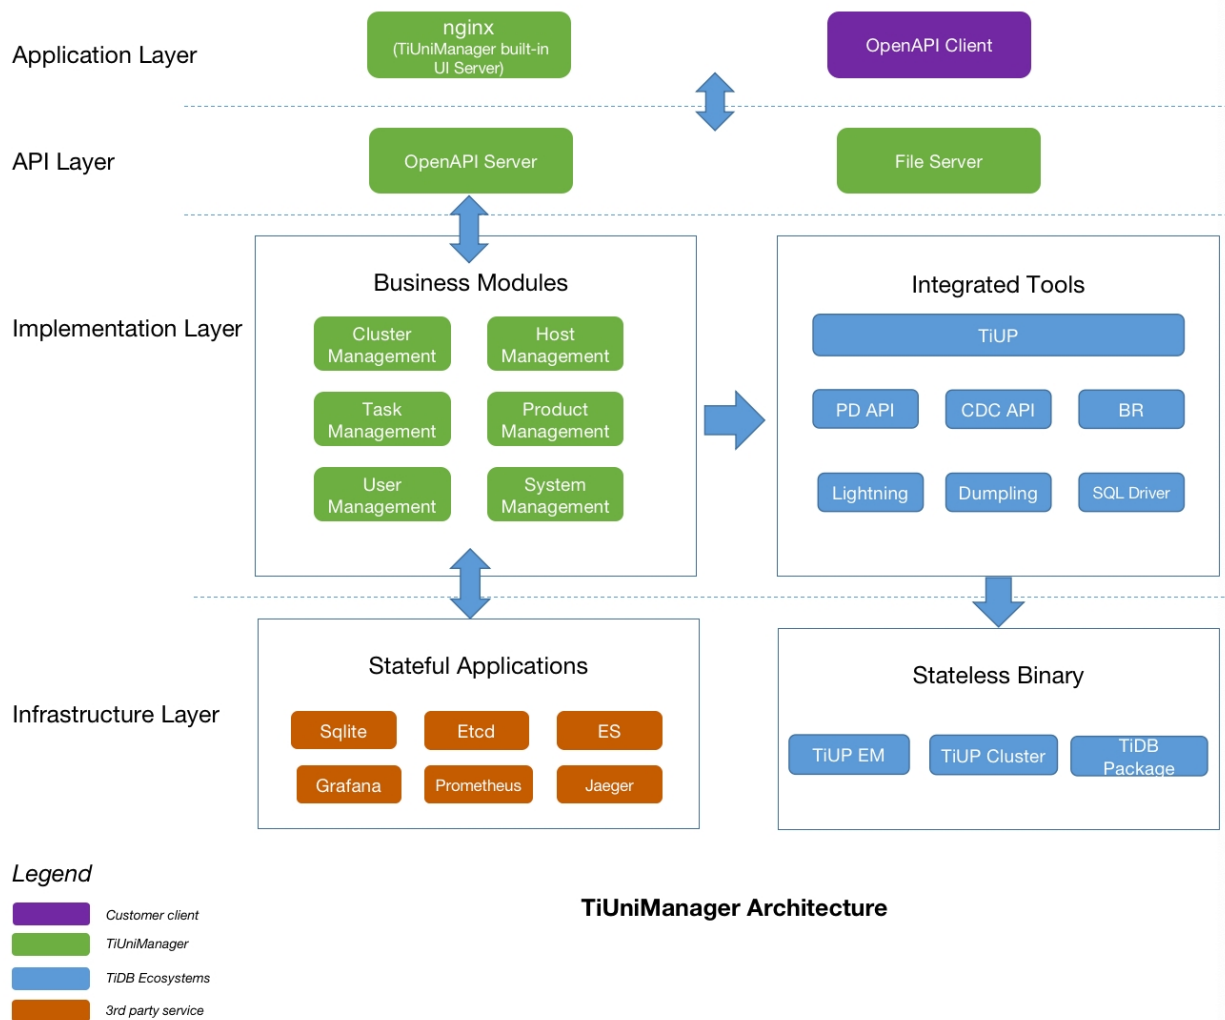 Application Layer
nginx
(TiUniManager built-in
UI Server)
OpenAPI Client
API Layer
OpenAPI Server
File Server
Implementation Layer
Business Modules
Cluster
Management
Host
Management
Task
Management
Product
Management
User
Management
System
Management
Integrated Tools
TiUP
PD API
CDC API
BR
Lightning
Dumpling
SQL Driver
Infrastructure Layer
Stateful Applications
Sqlite
Etcd
ES
Grafana
Prometheus
Jaeger
Stateless Binary
TiUP EM
TiUP Cluster
TiDB
Package
Legend
Customer client
TiUniManager
TiDB Ecosystems
3rd party service
TiUniManager Architecture